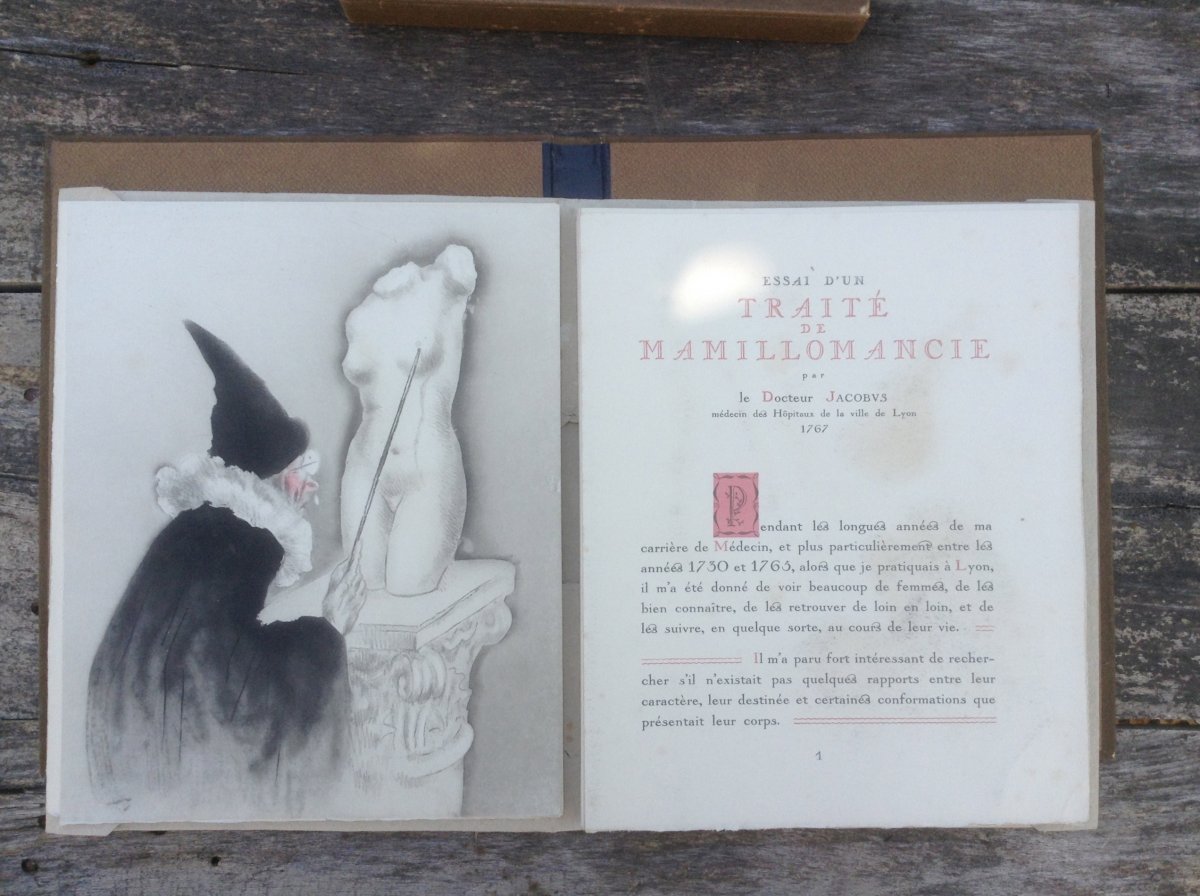 ESSAI D'UN
TRAITÉ
DE
MAMILLOMANCIE
par
le Docteur JACOBVS
médecin des Hôpitaux de la ville de Lyon
1767
Pendant les longues années de ma
carrière de Médecin, et plus particulièrement entre les
années 1730 et 1765, alors que je pratiquais à Lyon,
il m'a été donné de voir beaucoup de femmes, de les
bien connaître, de les retrouver de loin en loin, et de
les suivre, en quelque sorte, au cours de leur vie.
Il m'a paru fort intéressant de recher-
cher s'il n'existait pas quelques rapports entre leur
caractère, leur destinée et certaines conformations que
présentait leur corps.
1